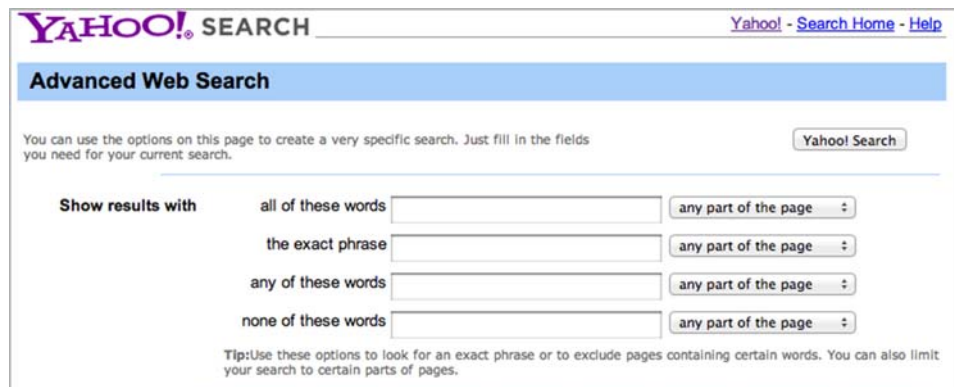 YAHOO!® SEARCH Yahoo! - Search Home - Help
Advanced Web Search
You can use the options on this page to create a very specific search. Just fill in the fields
you need for your current search.
Yahoo! Search
Show results with all of these words any part of the page
the exact phrase any part of the page
any of these words any part of the page
none of these words any part of the page
Tip:Use these options to look for an exact phrase or to exclude pages containing certain words. You can also limit
your search to certain parts of pages.